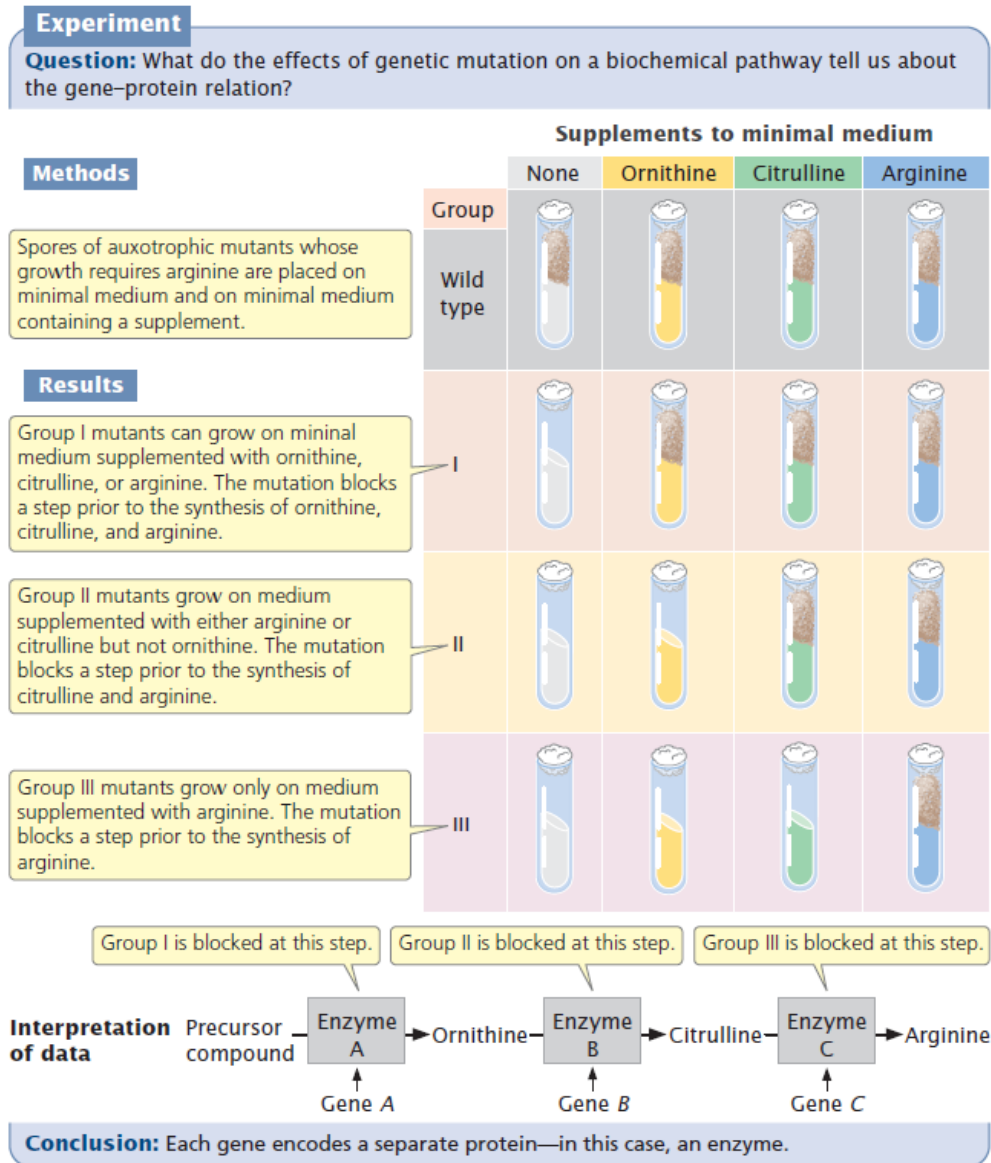 Experiment
Question: What do the effects of genetic mutation on a biochemical pathway tell us about
the gene–protein relation?
Supplements to minimal medium
Methods
None Ornithine Citrulline Arginine
Group
Spores of auxotrophic mutants whose
growth requires arginine are placed on
minimal medium and on minimal medium
containing a supplement.
Wild
type
Results
Group I mutants can grow on mininal
medium supplemented with ornithine,
citrulline, or arginine. The mutation blocks
a step prior to the synthesis of ornithine,
citrulline, and arginine.
I
Group II mutants grow on medium
supplemented with either arginine or
citrulline but not ornithine. The mutation
blocks a step prior to the synthesis of
citrulline and arginine.
II
Group III mutants grow only on medium
supplemented with arginine. The mutation
blocks a step prior to the synthesis of
arginine.
III
Group I is blocked at this step. Group II is blocked at this step. Group III is blocked at this step.
Interpretation
of data
Precursor
compound
Enzyme
A
Ornithine
Enzyme
B
Citrulline
Enzyme
C
Arginine
Gene A Gene B Gene C
Conclusion: Each gene encodes a separate protein—in this case, an enzyme.